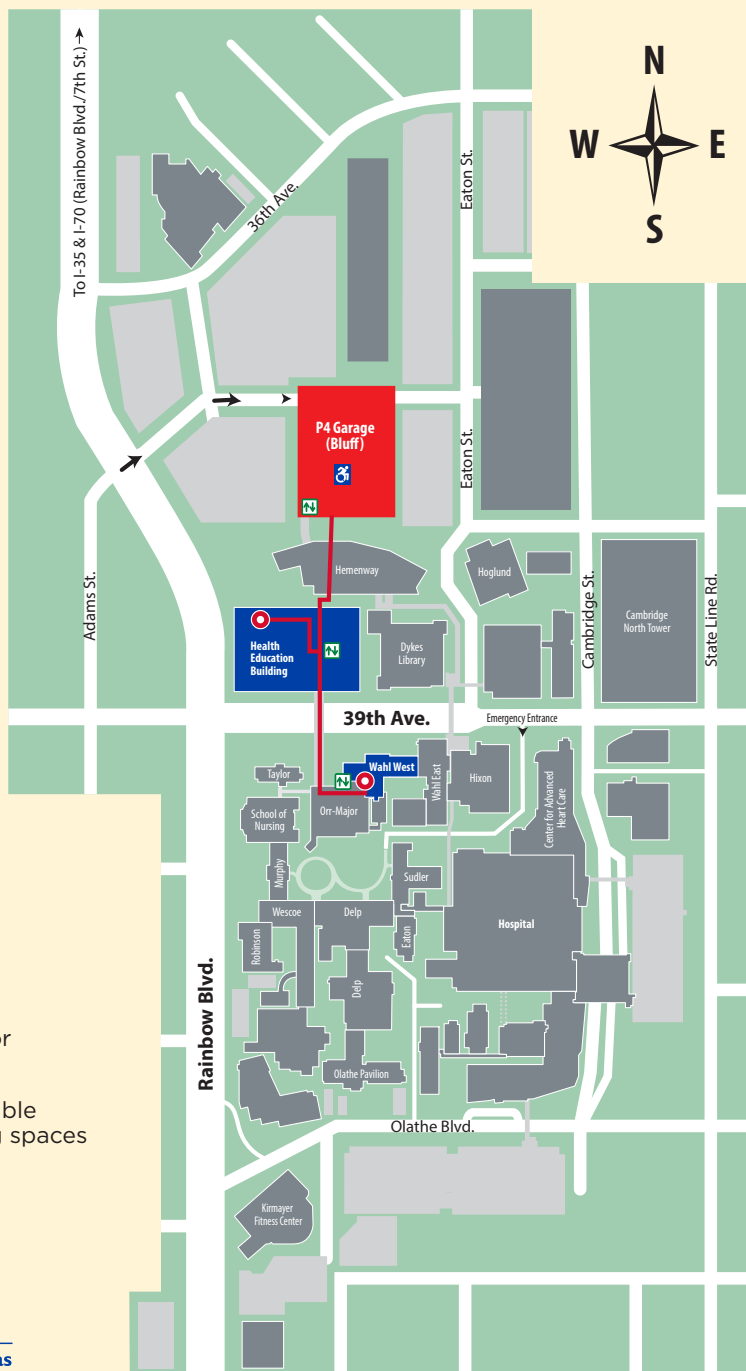 To I-35 & I-70 (Rainbow Blvd./7th St.)
N
W
E
S
36th Ave.
Eaton St.
P4 Garage
(Bluff)
Eaton St.
Adams St.
Hemenway
Hoglund
Cambridge St.
Cambridge
North Tower
State Line Rd.
Health
Education
Building
Dykes
Library
39th Ave.
Emergency Entrance
Taylor
Wahl West
Wahl East
Hixon
Center for Advanced
Heart Care
School of
Nursing
Orr-Major
Murphy
Sudler
Wescoe
Delp
Eaton
Hospital
Robinson
Delp
Rainbow Blvd.
Olathe Pavilion
or
ble
g spaces
Olathe Blvd.
Kirmayer
Fitness Center
as